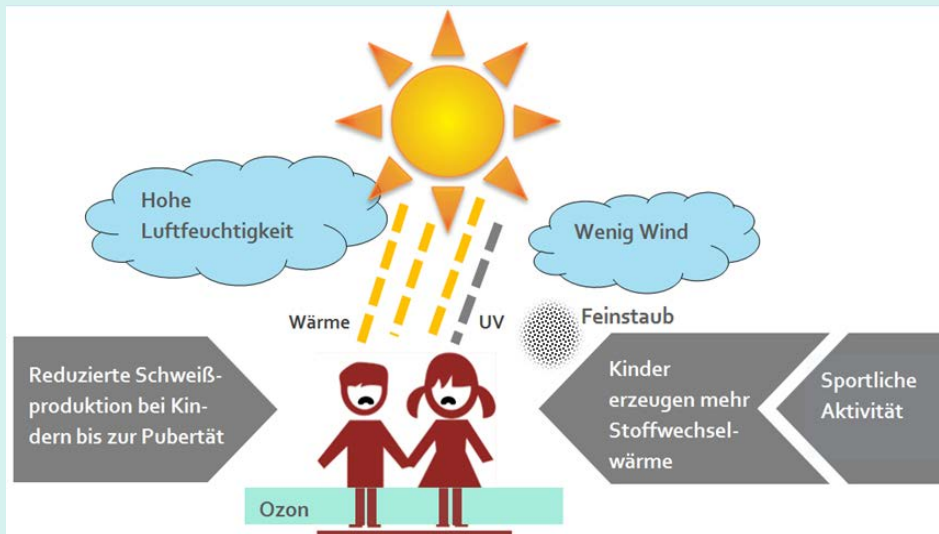 Hohe
Luftfeuchtigkeit
Wenig Wind
Wärme
UV
Feinstaub
Reduzierte Schweiß-
produktion bei Kin-
dern bis zur Pubertät
Kinder
erzeugen mehr
Stoffwechsel-
wärme
Sportliche
Aktivität
Ozon